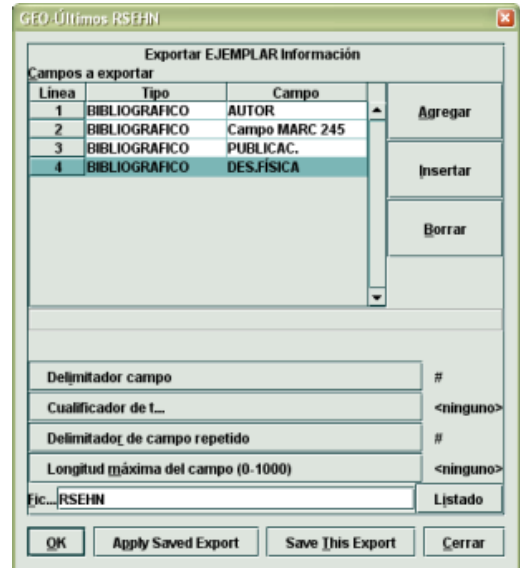 GEO-Últimos RSEHN
Exportar EJEMPLAR Información
Campos a exportar
Línea Tipo Campo
1 BIBLIOGRAFICO AUTOR
2 BIBLIOGRAFICO Campo MARC 245
3 BIBLIOGRAFICO PUBLICAC.
4 BIBLIOGRAFICO DES.FÍSICA
Agregar
Insertar
Borrar
Delimitador campo #
Cualificador de t... <ninguno>
Delimitador de campo repetido #
Longitud máxima del campo (0-1000) <ninguno>
Fic... RSEHN Listado
OK Apply Saved Export Save This Export Cerrar